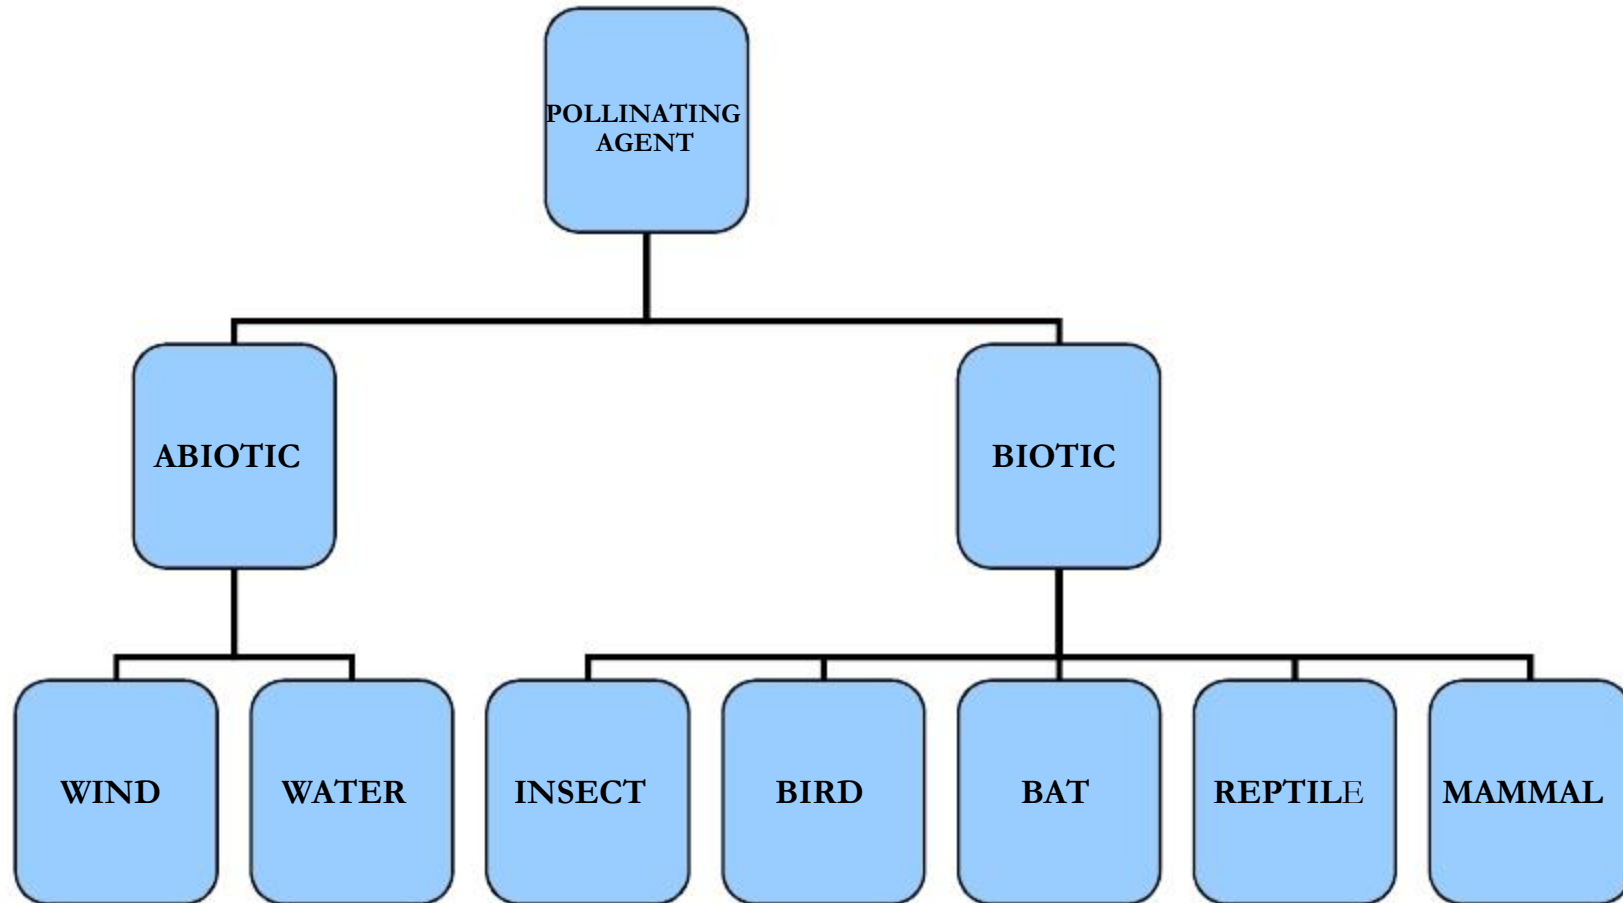 POLLINATING
AGENT
ABIOTIC
BIOTIC
WIND
WATER
INSECT
BIRD
BAT
REPTILE
MAMMAL